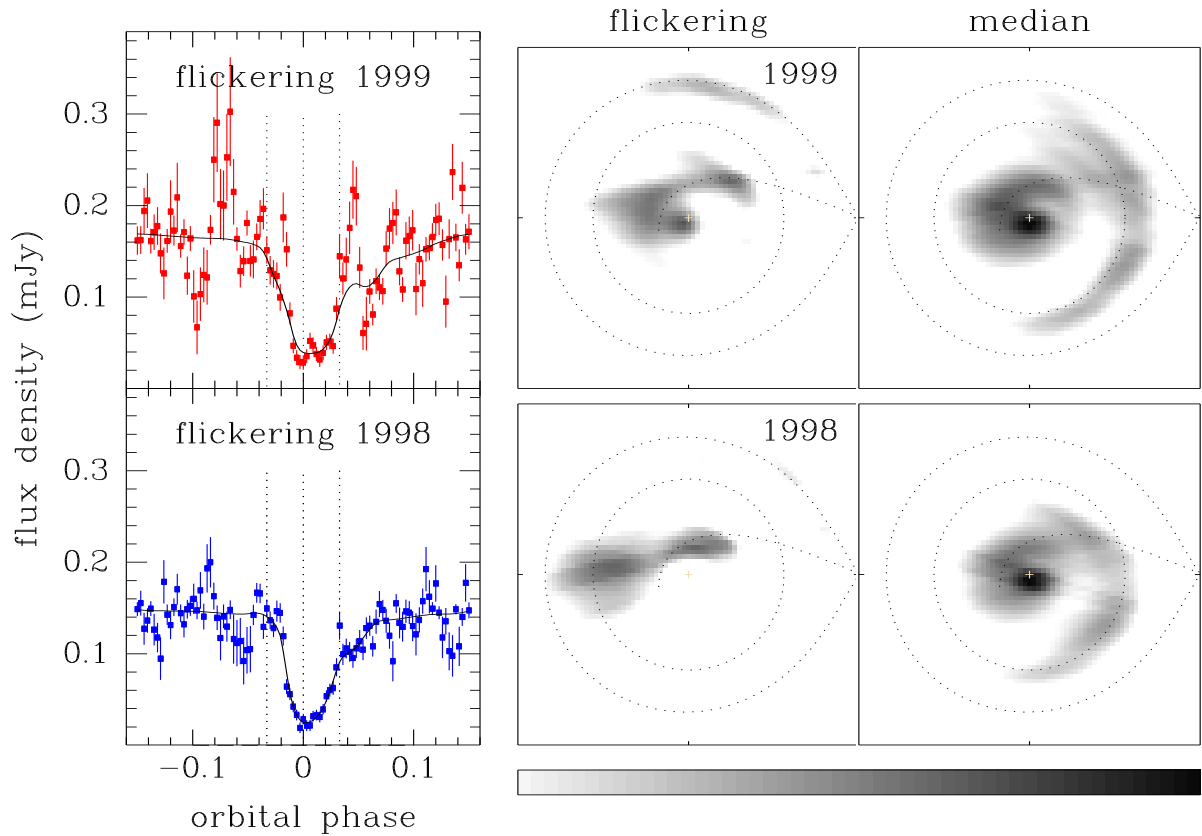 flickering median
flickering 1999
1999
0.3
0.2
0.1
flickering 1998
1998
0.3
0.2
0.1
flux density (mJy)
−0.1 0 0.1
orbital phase